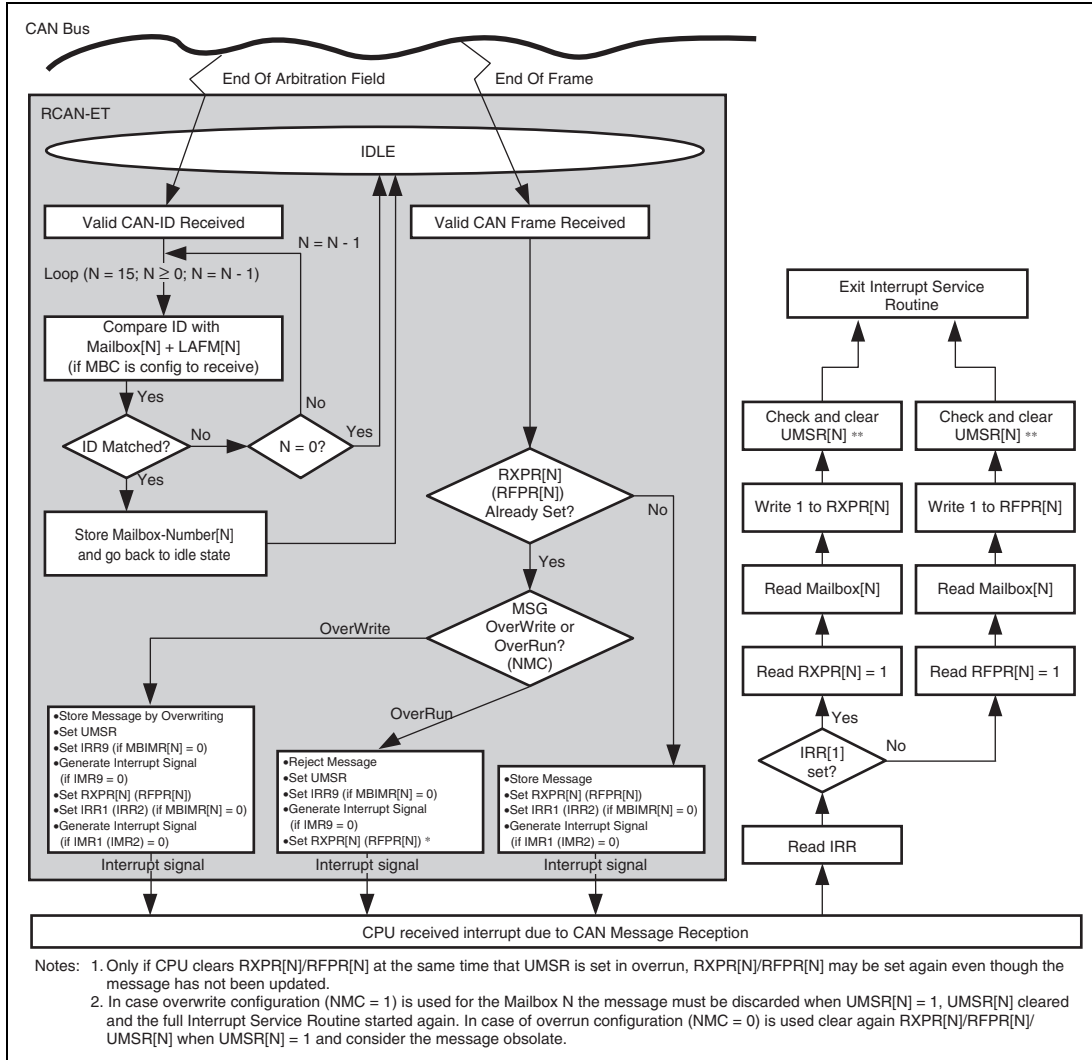 CAN Bus
End Of Arbitration Field
End Of Frame
RCAN-ET
IDLE
Valid CAN-ID Received
Valid CAN Frame Received
N = N - 1
Loop (N = 15; N ≥ 0; N = N - 1)
Compare ID with
Mailbox[N] + LAFM[N]
(if MBC is config to receive)
Yes
No
ID Matched?
No
N = 0?
Yes
Yes
Store Mailbox-Number[N]
and go back to idle state
RXPR[N]
(RFPR[N])
Already Set?
No
Yes
MSG
OverWrite or
OverRun?
(NMC)
OverWrite
OverRun
•Store Message by Overwriting
•Set UMSR
•Set IRR9 (if MBIMR[N] = 0)
•Generate Interrupt Signal
(if IMR9 = 0)
•Set RXPR[N] (RFPR[N])
•Set IRR1 (IRR2) (if MBIMR[N] = 0)
•Generate Interrupt Signal
(if IMR1 (IMR2) = 0)
•Reject Message
•Set UMSR
•Set IRR9 (if MBIMR[N] = 0)
•Generate Interrupt Signal
(if IMR9 = 0)
•Set RXPR[N] (RFPR[N]) *
•Store Message
•Set RXPR[N] (RFPR[N])
•Set IRR1 (IRR2) (if MBIMR[N] = 0)
•Generate Interrupt Signal
(if IMR1 (IMR2) = 0)
Interrupt signal
Interrupt signal
Interrupt signal
Exit Interrupt Service
Routine
Check and clear
UMSR[N] **
Check and clear
UMSR[N] **
Write 1 to RXPR[N]
Write 1 to RFPR[N]
Read Mailbox[N]
Read Mailbox[N]
Read RXPR[N] = 1
Read RFPR[N] = 1
Yes
IRR[1]
set?
No
Read IRR
CPU received interrupt due to CAN Message Reception
Notes: 1. Only if CPU clears RXPR[N]/RFPR[N] at the same time that UMSR is set in overrun, RXPR[N]/RFPR[N] may be set again even though the
message has not been updated.
2. In case overwrite configuration (NMC = 1) is used for the Mailbox N the message must be discarded when UMSR[N] = 1, UMSR[N] cleared
and the full Interrupt Service Routine started again. In case of overrun configuration (NMC = 0) is used clear again RXPR[N]/RFPR[N]/
UMSR[N] when UMSR[N] = 1 and consider the message obsolate.